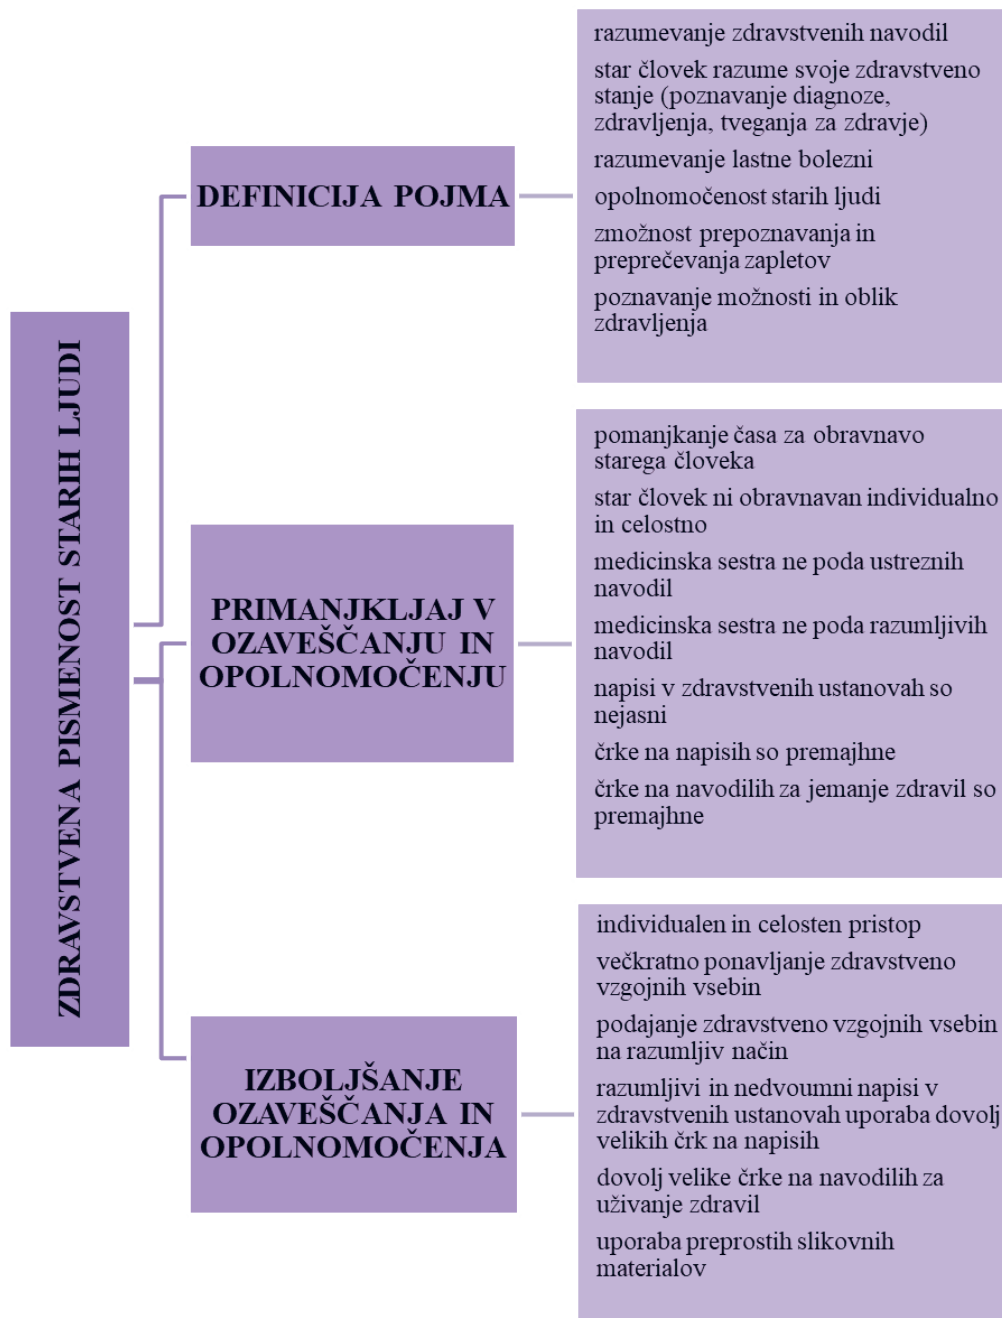 ZDRAVSTVENA PISMENOST STARIH LJUDI
DEFINICIJA POJMA
razumevanje zdravstvenih navodil
star človek razume svoje zdravstveno
stanje (poznavanje diagnoze,
zdravljenja, tveganja za zdravje)
razumevanje lastne bolezni
opolnomočenost starih ljudi
zmožnost prepoznavanja in
preprečevanja zapletov
poznavanje možnosti in oblik
zdravljenja
PRIMANJKLJAJ V
OZAVEŠČANJU IN
OPOLNOMOČENJU
pomanjkanje časa za obravnavo
starega človeka
star človek ni obravnavan individualno
in celostno
medicinska sestra ne poda ustreznih
navodil
medicinska sestra ne poda razumljivih
navodil
napisi v zdravstvenih ustanovah so
nejasni
črke na napisih so premajhne
črke na navodilih za jemanje zdravil so
premajhne
IZBOLJŠANJE
OZAVEŠČANJA IN
OPOLNOMOČENJA
individualen in celosten pristop
večkratno ponavljanje zdravstveno
vzgojnih vsebin
podajanje zdravstveno vzgojnih vsebin
na razumljiv način
razumljivi in nedvoumni napisi v
zdravstvenih ustanovah uporaba dovolj
velikih črk na napisih
dovolj velike črke na navodilih za
uživanje zdravil
uporaba preprostih slikovnih
materialov